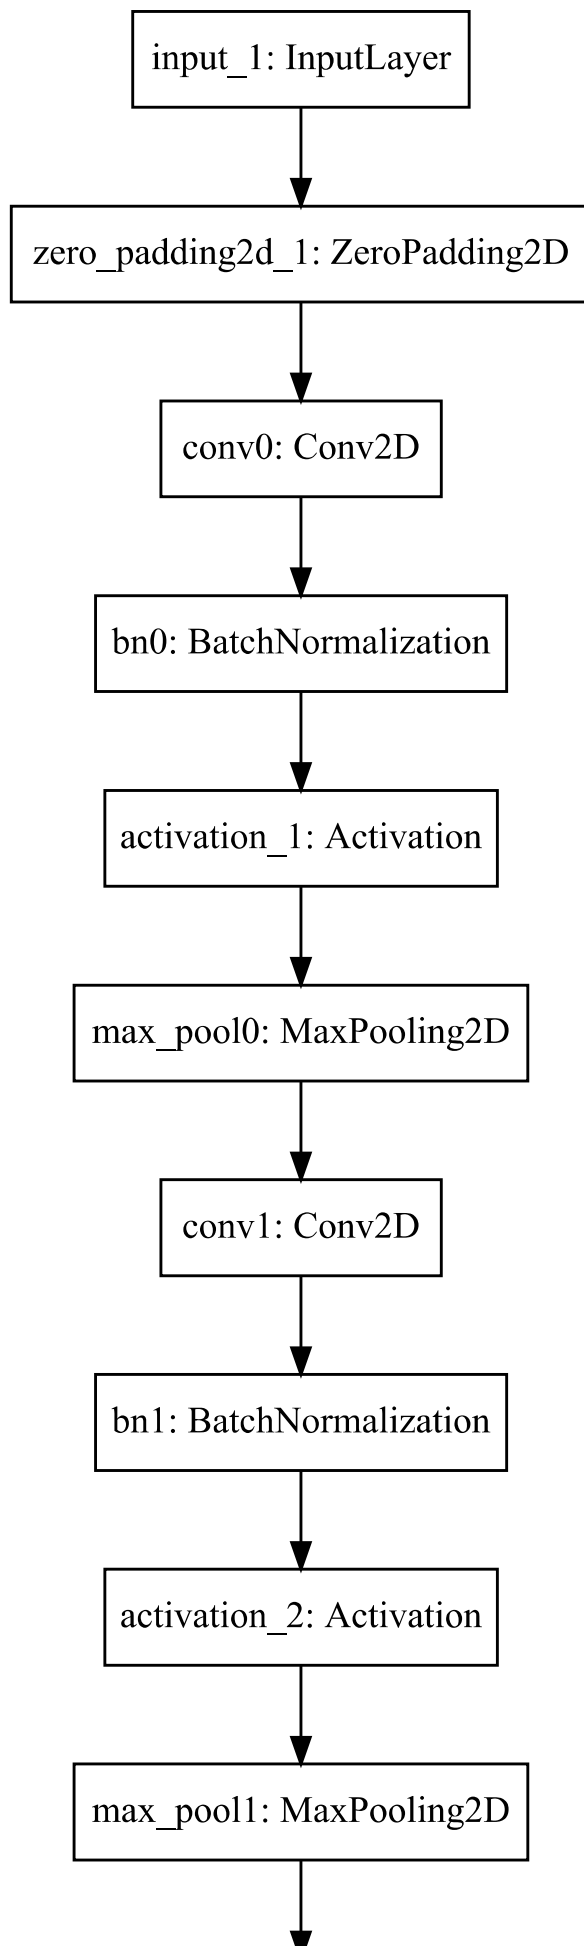 input_1: InputLayer
zero_padding2d_1: ZeroPadding2D
conv0: Conv2D
bn0: BatchNormalization
activation_1: Activation
max_pool0: MaxPooling2D
conv1: Conv2D
bn1: BatchNormalization
activation_2: Activation
max_pool1: MaxPooling2D